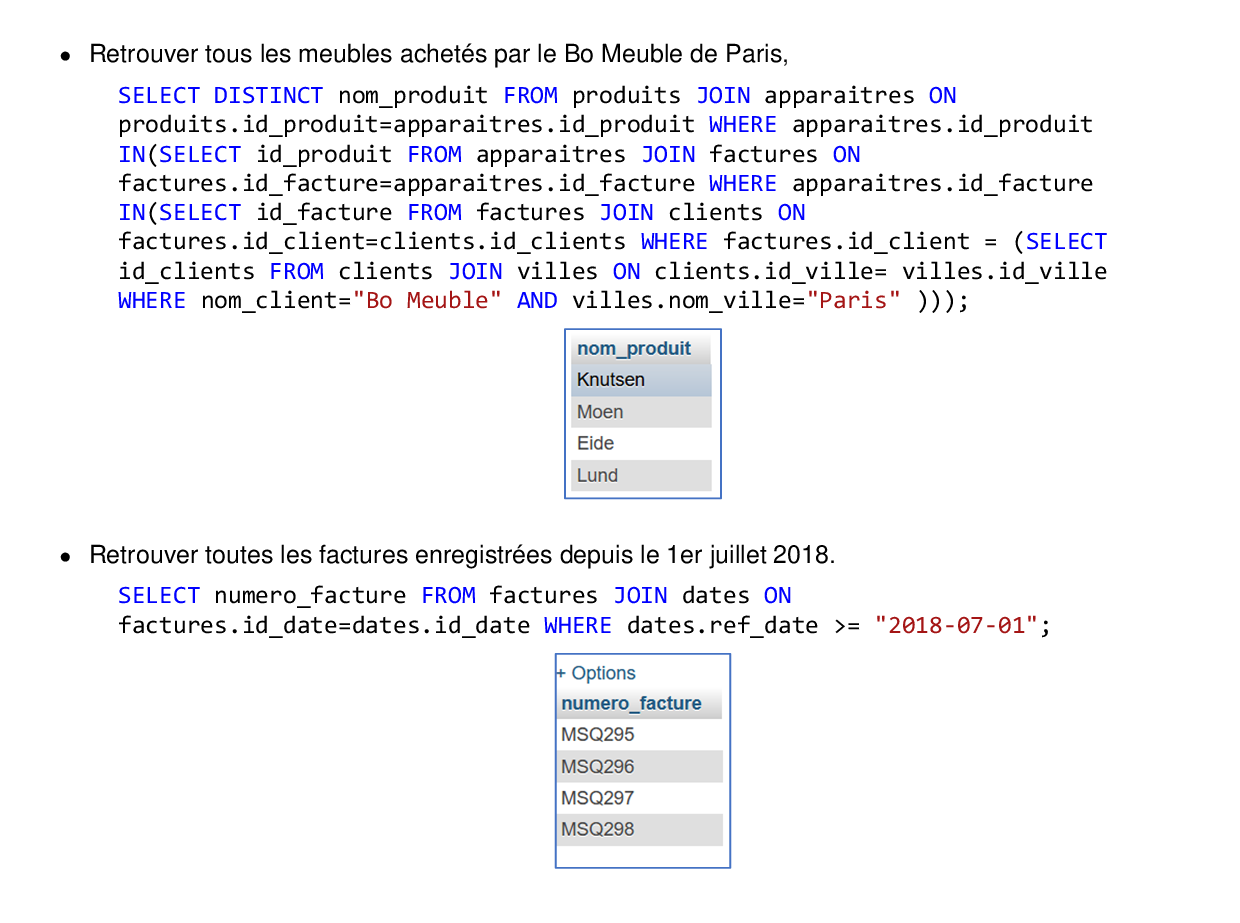 • Retrouver tous les meubles achetés par le Bo Meuble de Paris,
SELECT DISTINCT nom_produit FROM produits JOIN apparaitres ON
produits.id_produit=apparaitres.id_produit WHERE apparaitres.id_produit
IN(SELECT id_produit FROM apparaitres JOIN factures ON
factures.id_facture=apparaitres.id_facture WHERE apparaitres.id_facture
IN(SELECT id_facture FROM factures JOIN clients ON
factures.id_client=clients.id_clients WHERE factures.id_client = (SELECT
id_clients FROM clients JOIN villes ON clients.id_ville= villes.id_ville
WHERE nom_client="Bo Meuble" AND villes.nom_ville="Paris" )));
nom_produit
Knutsen
Moen
Eide
Lund
• Retrouver toutes les factures enregistrées depuis le 1er juillet 2018.
SELECT numero_facture FROM factures JOIN dates ON
factures.id_date=dates.id_date WHERE dates.ref_date >= "2018-07-01";
+ Options
numero_facture
MSQ295
MSQ296
MSQ297
MSQ298